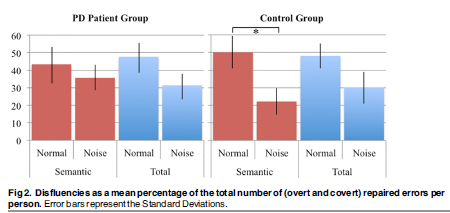 PD Patient Group Control Group
60
50
40
30
20
10
0
*
Normal Noise Normal Noise Normal Noise Normal Noise
Semantic Total Semantic Total
Fig 2. Disfluencies as a mean percentage of the total number of (overt and covert) repaired errors per
person. Error bars represent the Standard Deviations.